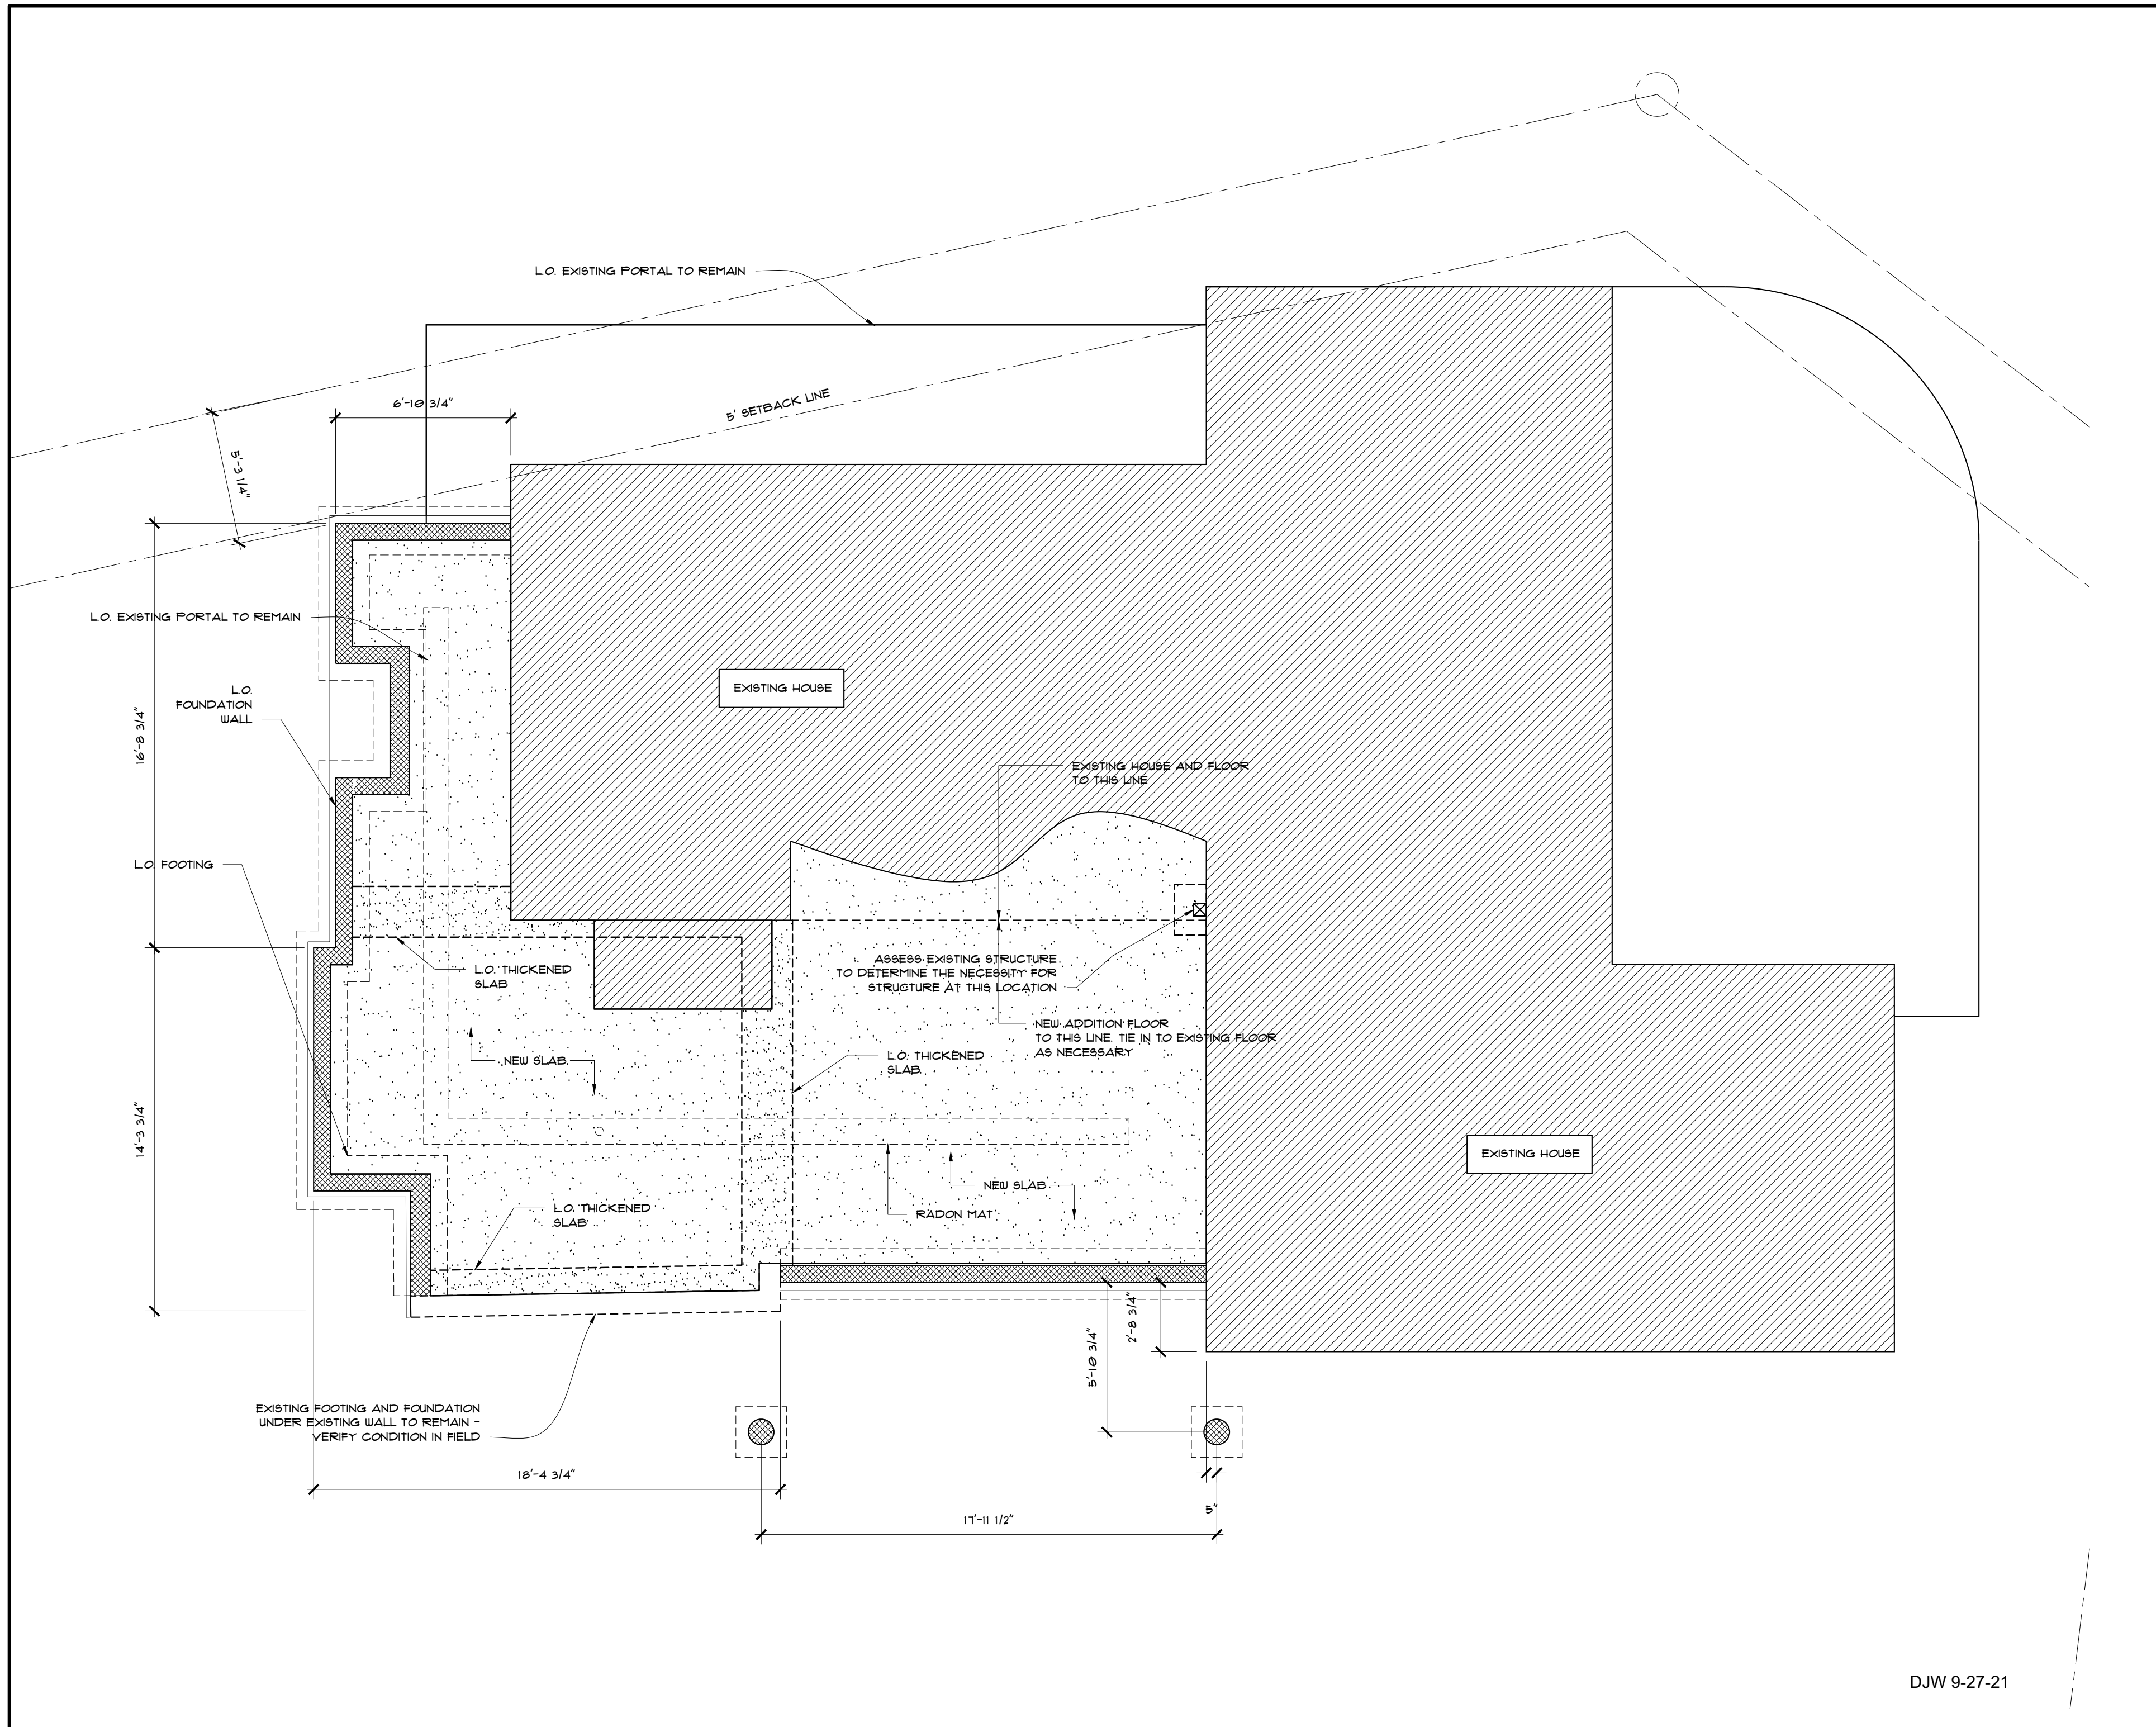 L.O. EXISTING PORTAL TO REMAIN
5' SETBACK LINE
6'-10 3/4"
5'-3 1/4"
L.O. EXISTING PORTAL TO REMAIN
L.O.
FOUNDATION
WALL
EXISTING HOUSE
16'-8 3/4"
EXISTING HOUSE AND FLOOR
TO THIS LINE
L.O. FOOTING
ASSESS EXISTING STRUCTURE
TO DETERMINE THE NECESSITY FOR
STRUCTURE AT THIS LOCATION
L.O. THICKENED
SLAB
NEW ADDITION FLOOR
TO THIS LINE. TIE IN TO EXISTING FLOOR
AS NECESSARY
NEW SLAB
L.O. THICKENED
SLAB
14'-3 3/4"
EXISTING HOUSE
NEW SLAB
RADON MAT
L.O. THICKENED
SLAB
2'-8 3/4"
5'-10 3/4"
EXISTING FOOTING AND FOUNDATION
UNDER EXISTING WALL TO REMAIN -
VERIFY CONDITION IN FIELD
18'-4 3/4"
5"
17'-11 1/2"
DJW 9-27-21